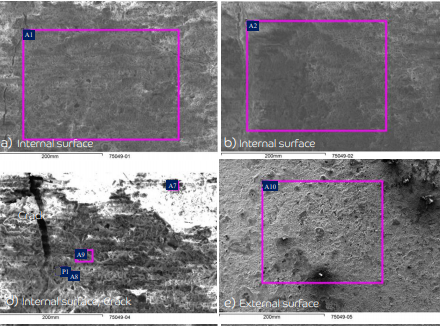 A1
a) Internal surface
200mm 75049-01
A2
b) Internal surface
200mm 75049-02
A7
A9
P1
A8
d) Internal surface, crack
200mm 75049-04
A10
e) External surface
200mm 75049-05